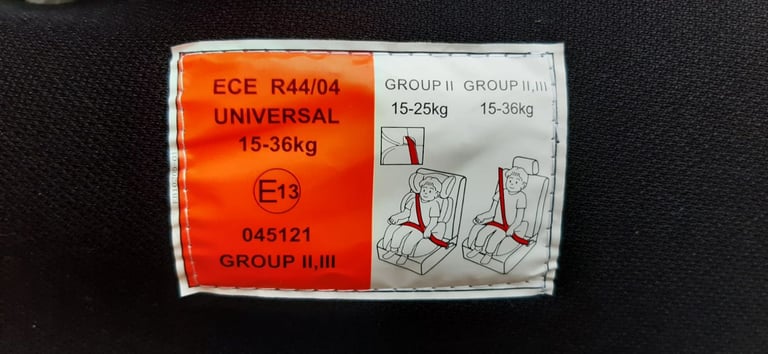 ECE R44/04
UNIVERSAL
15-36kg
E13
045121
GROUP II,III
GROUP II
15-25kg
GROUP II,III
15-36kg